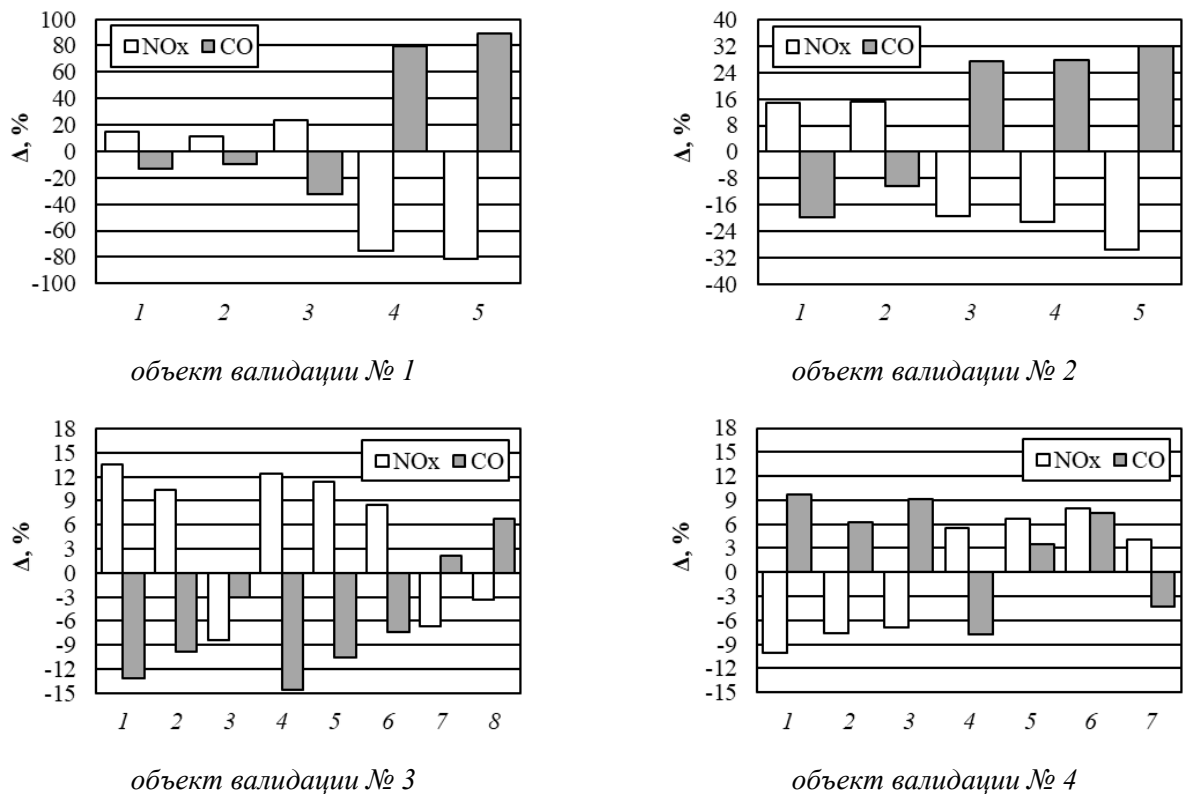 Δ, %
100
80
60
40
20
0
-20
-40
-60
-80
-100
NOx CO
1 2 3 4 5
объект валидации № 1
Δ, %
40
32
24
16
8
0
-8
-16
-24
-32
-40
NOx CO
1 2 3 4 5
объект валидации № 2
Δ, %
18
15
12
9
6
3
0
-3
-6
-9
-12
-15
NOx CO
1 2 3 4 5 6 7 8
объект валидации № 3
Δ, %
18
15
12
9
6
3
0
-3
-6
-9
-12
-15
NOx CO
1 2 3 4 5 6 7
объект валидации № 4